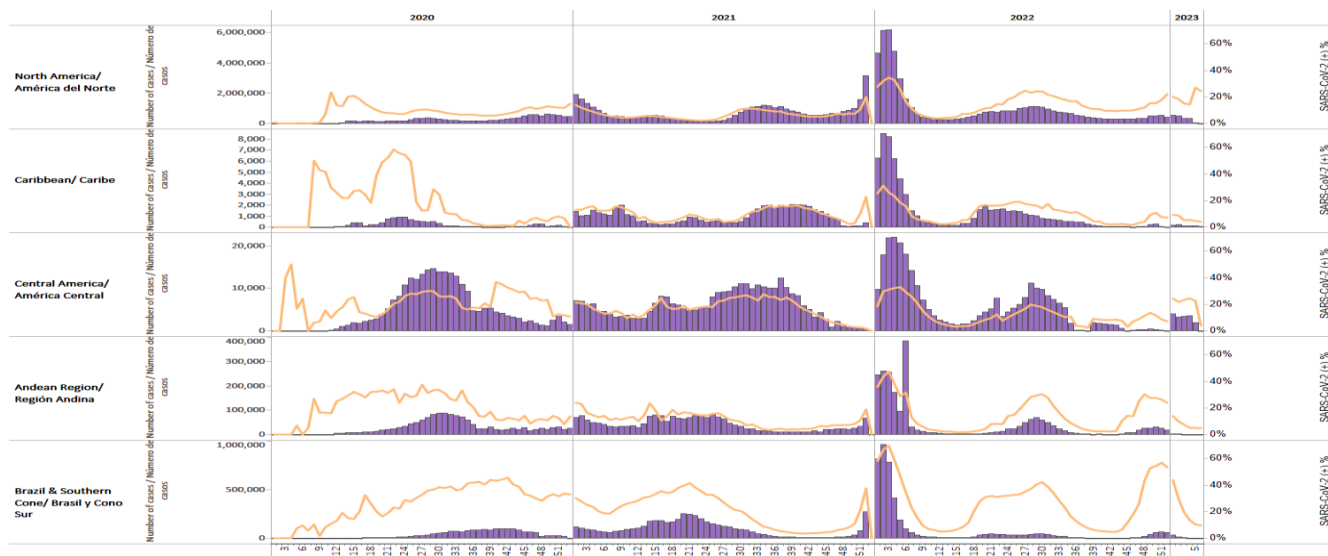 2020 2021 2022 2023
North America/
América del Norte
Number of cases / Número de
casos
6,000,000
4,000,000
2,000,000
0
60%
40%
20%
0%
SARS-CoV-2 (+) %
Caribbean/ Caribe
Number of cases / Número de
casos
8,000
7,000
6,000
5,000
4,000
3,000
2,000
1,000
0
60%
40%
20%
0%
SARS-CoV-2 (+) %
Central America/
América Central
Number of cases / Número de
casos
20,000
10,000
0
60%
40%
20%
0%
SARS-CoV-2 (+) %
Andean Region/
Región Andina
Number of cases / Número de
casos
400,000
300,000
200,000
100,000
0
60%
40%
20%
0%
SARS-CoV-2 (+) %
Brazil & Southern
Cone/ Brasil y Cono
Sur
Number of cases / Número de
casos
1,000,000
500,000
0
60%
40%
20%
0%
SARS-CoV-2 (+) %
3 6 9 12 15 18 21 24 27 30 33 36 39 42 45 48 51 3 6 9 12 15 18 21 24 27 30 33 36 39 42 45 48 51 3 6 9 12 15 18 21 24 27 30 33 36 39 42 45 48 51 5